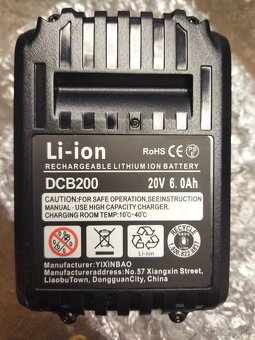 Li-ion RoHS CE
RECHARGEABLE LITHIUM ION BATTERY
DCB200 20V 6.0Ah
CAUTION:FOR SAFE OPERATION,SEEINSTRUCTION
MANUAL- USE HIGH CAPACITY CHARGER.
CHARGING ROOM TEMP:10℃-40℃
Li-ion
Manufacturer:YIXINBAO
Manufactureraddress:No.57 Xiangxin Street,
LiaobuTown, DongguanCity, China